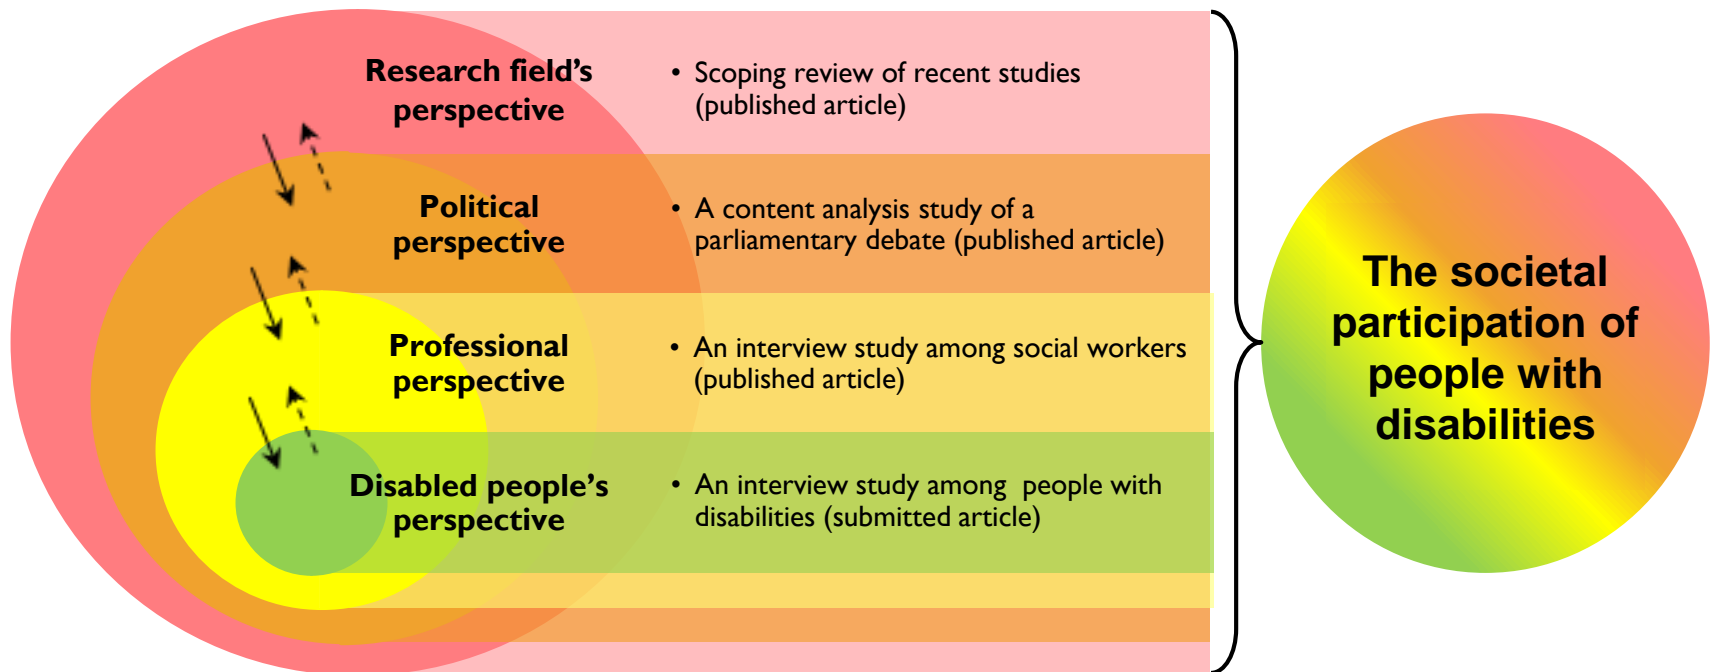 Research field's
perspective
• Scoping review of recent studies
(published article)
Political
perspective
• A content analysis study of a
parliamentary debate (published article)
Professional
perspective
• An interview study among social workers
(published article)
Disabled people's
perspective
• An interview study among  people with
disabilities (submitted article)
The societal
participation of
people with
disabilities